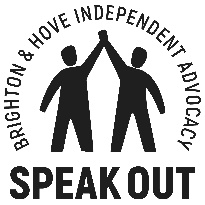 BRIGHTON & HOVE INDEPENDENT ADVOCACY
SPEAK OUT